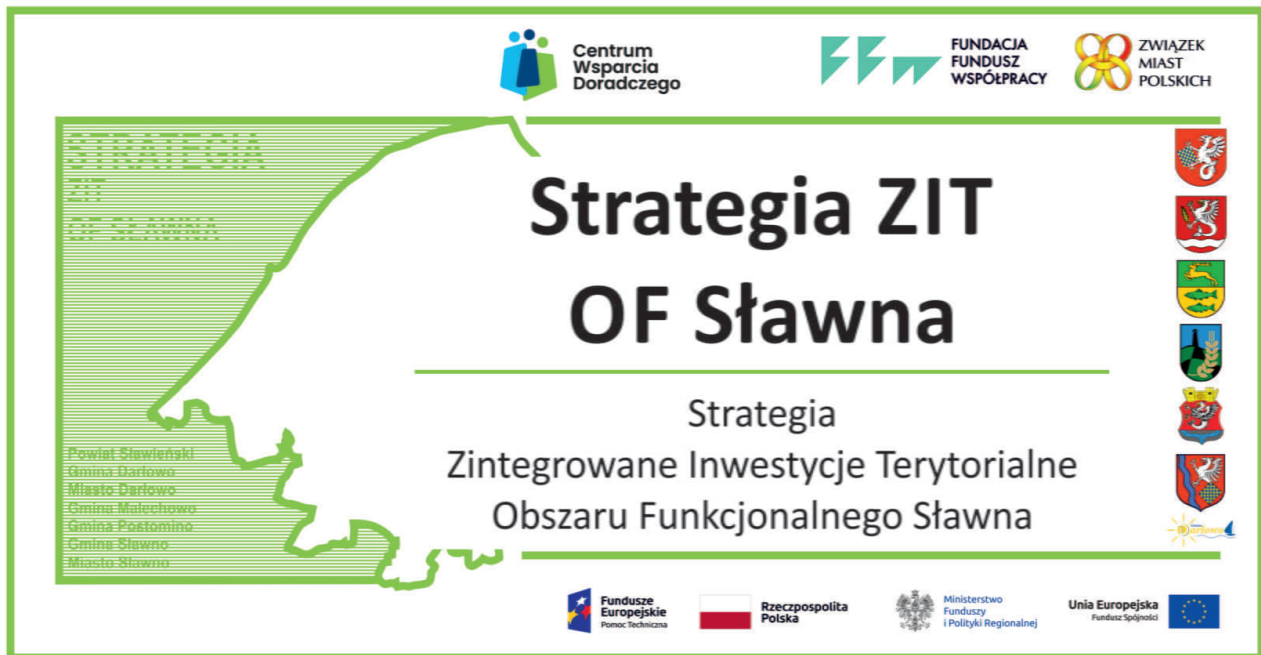 Centrum
Wsparcia
Doradczego
FUNDACJA
FUNDUSZ
WSPÓŁPRACY
ZWIĄZEK
MIAST
POLSKICH
STRATEGIA
ZIT
OF SŁAWNA
Strategia ZIT
OF Sławna
Strategia
Zintegrowane Inwestycje Terytorialne
Obszaru Funkcjonalnego Sławna
Powiat Sławieński
Gmina Darłowo
Miasto Darłowo
Gmina Malechowo
Gmina Postomino
Gmina Sławno
Miasto Sławno
Darłowo
Fundusze
Europejskie
Pomoc Techniczna
Rzeczpospolita
Polska
Ministerstwo
Funduszy
i Polityki Regionalnej
Unia Europejska
Fundusz Spójności